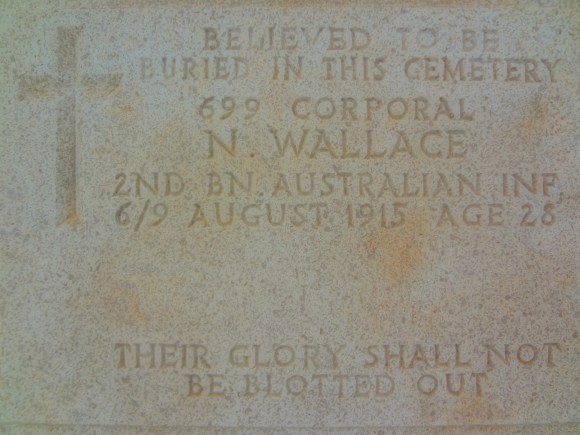 BELIEVED TO BE
BURIED IN THIS CEMETERY
699 CORPORAL
N. WALLACE
2ND BN. AUSTRALIAN INF.
6/9 AUGUST 1915 AGE 28
THEIR GLORY SHALL NOT
BE BLOTTED OUT